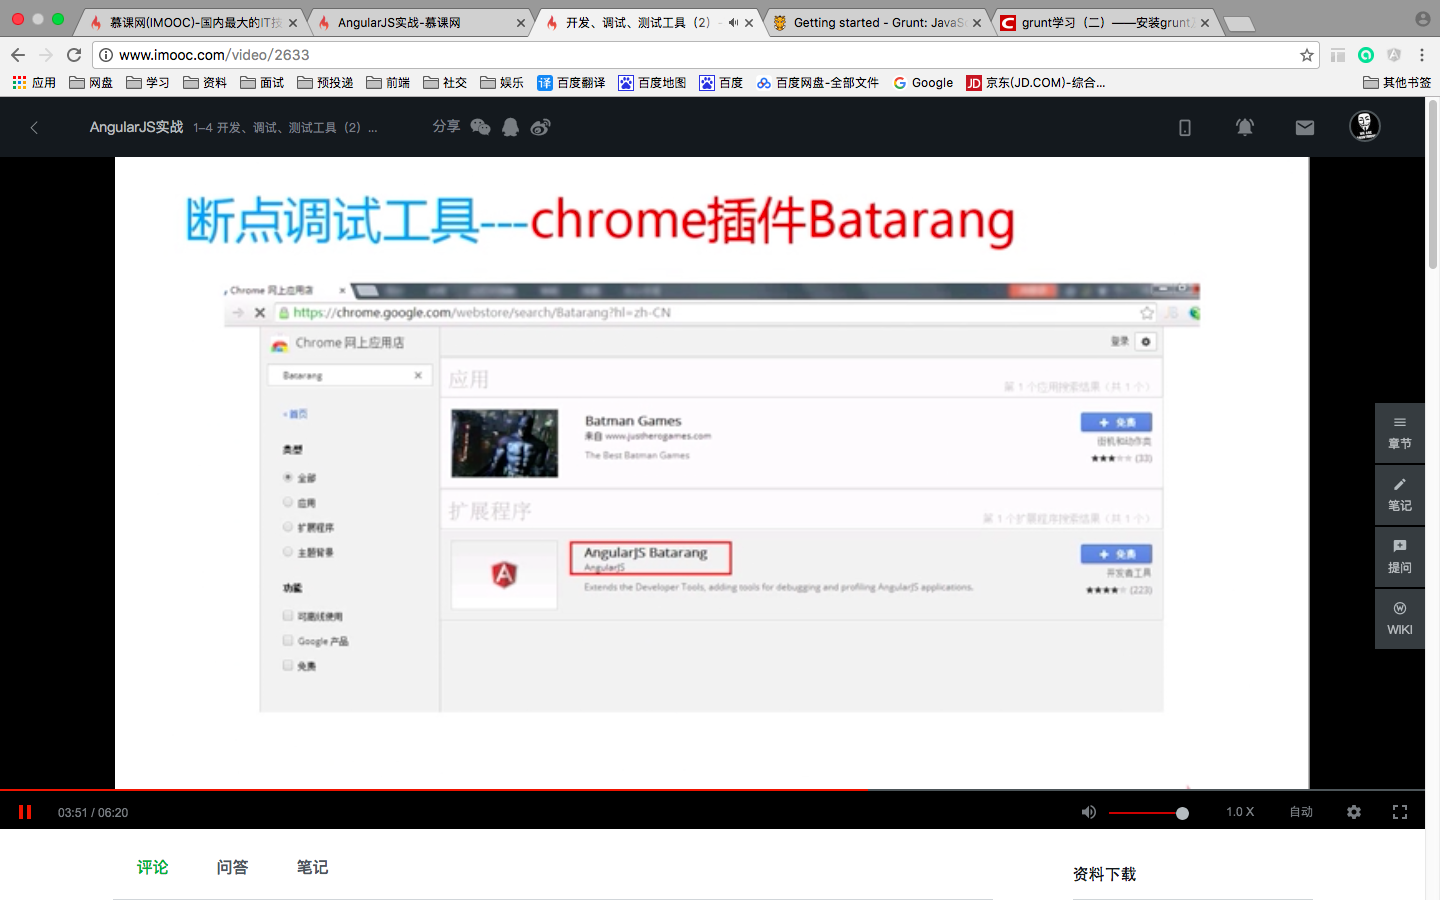 慕课网(IMOOC)-国内最大的IT技
AngularJS实战-慕课网
开发、调试、测试工具（2）-
Getting started - Grunt: JavaSc
grunt学习（二）——安装grunt及
www.imooc.com/video/2633
应用
网盘
学习
资料
面试
预投递
前端
社交
娱乐
译 百度翻译
百度地图
百度
百度网盘-全部文件
Google
JD 京东(JD.COM)-综合...
其他书签
AngularJS实战 1-4 开发、调试、测试工具（2）...
分享
断点调试工具---chrome插件Batarang
Chrome 网上应用店
https://chrome.google.com/webstore/search/Batarang?hl=zh-CN
Chrome 网上应用店
登录
Batarang
‹ 首页
类型
全部
应用
扩展程序
主题背景
功能
可离线使用
Google 产品
免费
应用
第 1 个应用搜索结果（共 1 个）
Batman Games
来自 www.justherogames.com
The Best Batman Games
+ 免费
街机和动作类
(33)
扩展程序
第 1 个扩展程序搜索结果（共 1 个）
AngularJS Batarang
AngularJS
Extends the Developer Tools, adding tools for debugging and profiling AngularJS applications.
+ 免费
开发者工具
(223)
章节
笔记
提问
WIKI
03:51 / 06:20
1.0 X
自动
评论
问答
笔记
资料下载